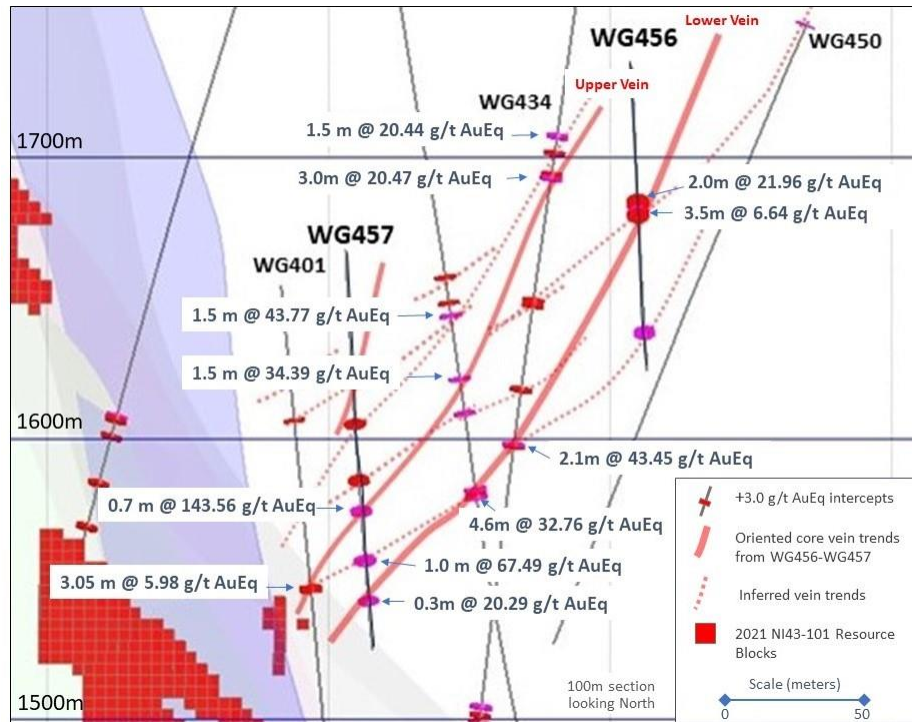 Lower Vein
WG456
WG450
Upper Vein
WG434
1.5 m @ 20.44 g/t AuEq
1700m
3.0m @ 20.47 g/t AuEq
2.0m @ 21.96 g/t AuEq
3.5m @ 6.64 g/t AuEq
WG457
WG401
1.5 m @ 43.77 g/t AuEq
1.5 m @ 34.39 g/t AuEq
1600m
2.1m @ 43.45 g/t AuEq
0.7 m @ 143.56 g/t AuEq
4.6m @ 32.76 g/t AuEq
1.0 m @ 67.49 g/t AuEq
3.05 m @ 5.98 g/t AuEq
0.3m @ 20.29 g/t AuEq
+3.0 g/t AuEq intercepts
Oriented core vein trends
from WG456-WG457
Inferred vein trends
2021 NI43-101 Resource
Blocks
Scale (meters)
0 50
100m section
looking North
1500m